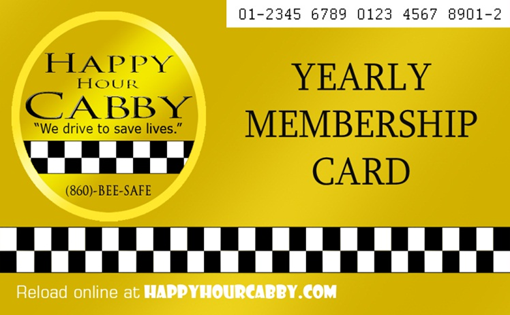 01-2345 6789 0123 4567 8901-2
HAPPY
HOUR
CABBY
"We drive to save lives."
(860)-BEE-SAFE
YEARLY
MEMBERSHIP
CARD
Reload online at HAPPYHOURCABBY.COM